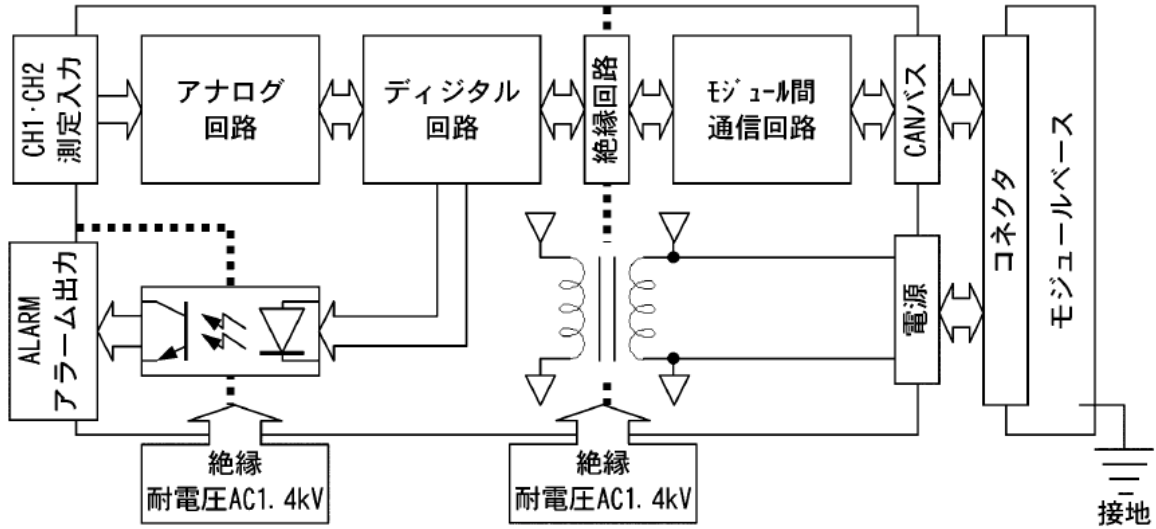 CH1・CH2
測定入力
アナログ
回路
ディジタル
回路
絶縁回路
ﾓｼﾞｭｰﾙ間
通信回路
CANバス
コネクタ
モジュールベース
ALARM
アラーム出力
電源
絶縁
耐電圧AC1.4kV
絶縁
耐電圧AC1.4kV
接地